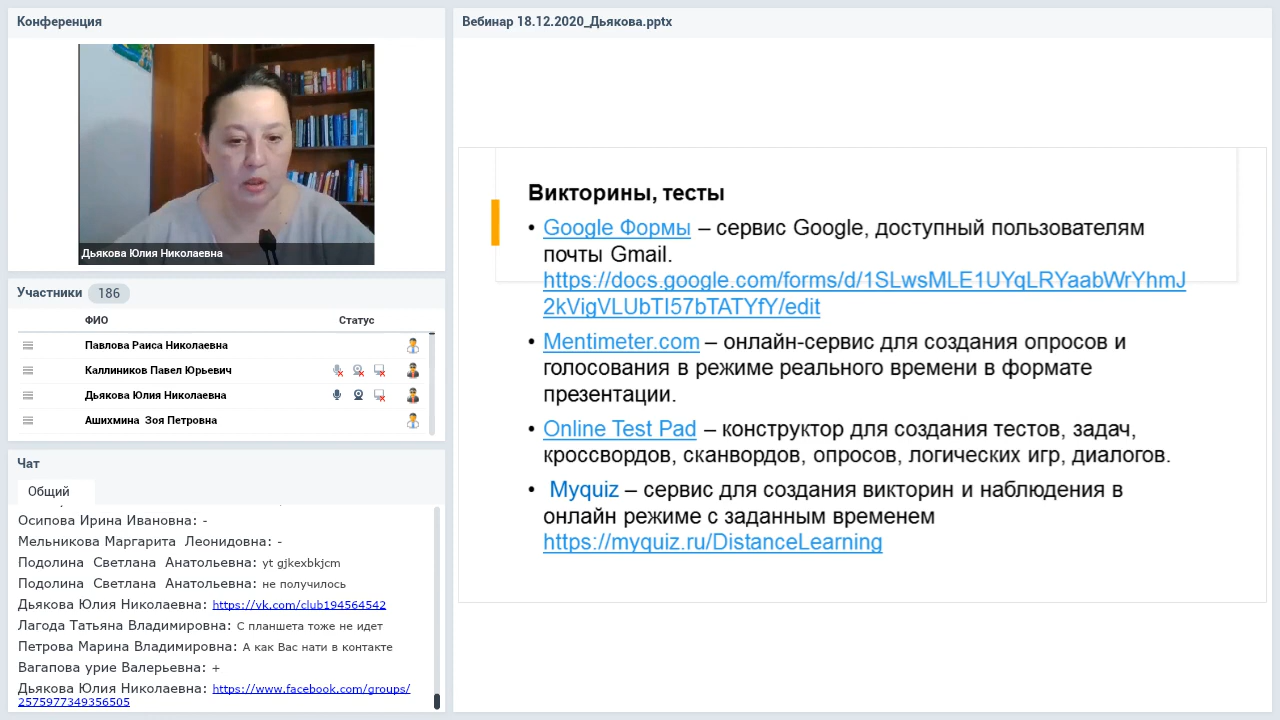 Конференция
Дьякова Юлия Николаевна
Участники 186
ФИО Статус
Павлова Раиса Николаевна
Каллиников Павел Юрьевич
Дьякова Юлия Николаевна
Ашихмина Зоя Петровна
Чат
Общий
Осипова Ирина Ивановна: -
Мельникова Маргарита Леонидовна: -
Подолина Светлана Анатольевна: yt gjkexbkjcm
Подолина Светлана Анатольевна: не получилось
Дьякова Юлия Николаевна: https://vk.com/club194564542
Лагода Татьяна Владимировна: С планшета тоже не идет
Петрова Марина Владимировна: А как Вас нати в контакте
Вагапова урие Валерьевна: +
Дьякова Юлия Николаевна: https://www.facebook.com/groups/
2575977349356505
Вебинар 18.12.2020_Дьякова.pptx
Викторины, тесты
• Google Формы – сервис Google, доступный пользователям
почты Gmail.
https://docs.google.com/forms/d/1SLwsMLE1UYqLRYaabWrYhmJ
2kVigVLUbTI57bTATYfY/edit
• Mentimeter.com – онлайн-сервис для создания опросов и
голосования в режиме реального времени в формате
презентации.
• Online Test Pad – конструктор для создания тестов, задач,
кроссвордов, сканвордов, опросов, логических игр, диалогов.
• Myquiz – сервис для создания викторин и наблюдения в
онлайн режиме с заданным временем
https://myquiz.ru/DistanceLearning